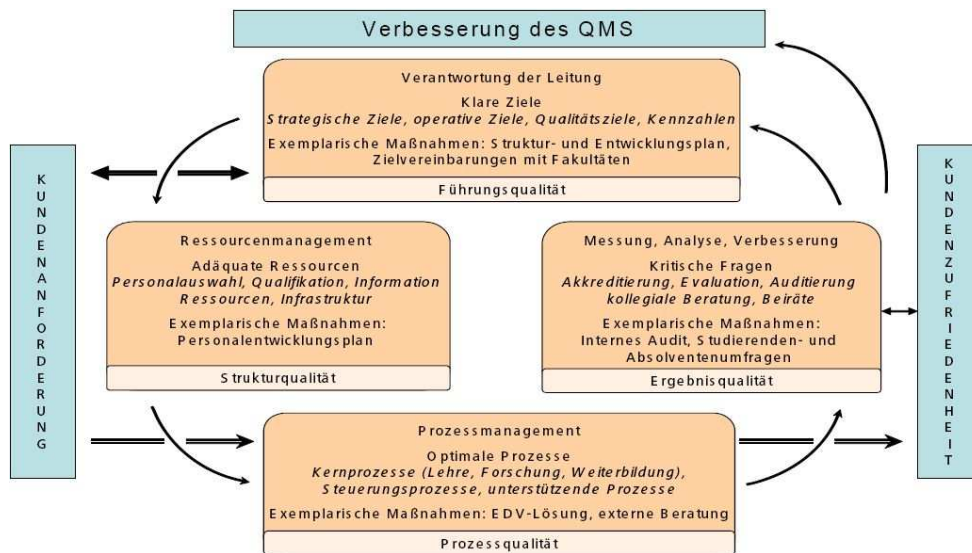 Verbesserung des QMS
Verantwortung der Leitung
Klare Ziele
Strategische Ziele, operative Ziele, Qualitätsziele, Kennzahlen
Exemplarische Maßnahmen: Struktur- und Entwicklungsplan,
Zielvereinbarungen mit Fakultäten
Führungsqualität
KUNDENANFORDERUNG
Ressourcenmanagement
Adäquate Ressourcen
Personalauswahl, Qualifikation, Information
Ressourcen, Infrastruktur
Exemplarische Maßnahmen:
Personalentwicklungsplan
Strukturqualität
Messung, Analyse, Verbesserung
Kritische Fragen
Akkreditierung, Evaluation, Auditierung
kollegiale Beratung, Beiräte
Exemplarische Maßnahmen:
Internes Audit, Studierenden- und
Absolventenumfragen
Ergebnisqualität
KUNDENZUFRIEDENHEIT
Prozessmanagement
Optimale Prozesse
Kernprozesse (Lehre, Forschung, Weiterbildung),
Steuerungsprozesse, unterstützende Prozesse
Exemplarische Maßnahmen: EDV-Lösung, externe Beratung
Prozessqualität